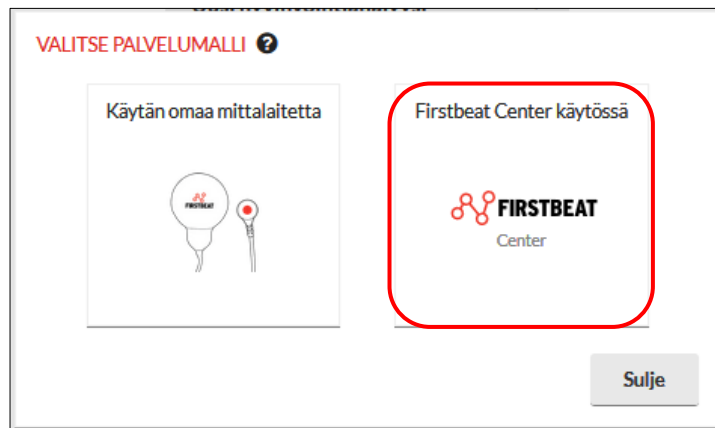 VALITSE PALVELUMALLI ?
Käytän omaa mittalaitetta
FIRSTBEAT
Firstbeat Center käytössä
FIRSTBEAT
Center
Sulje